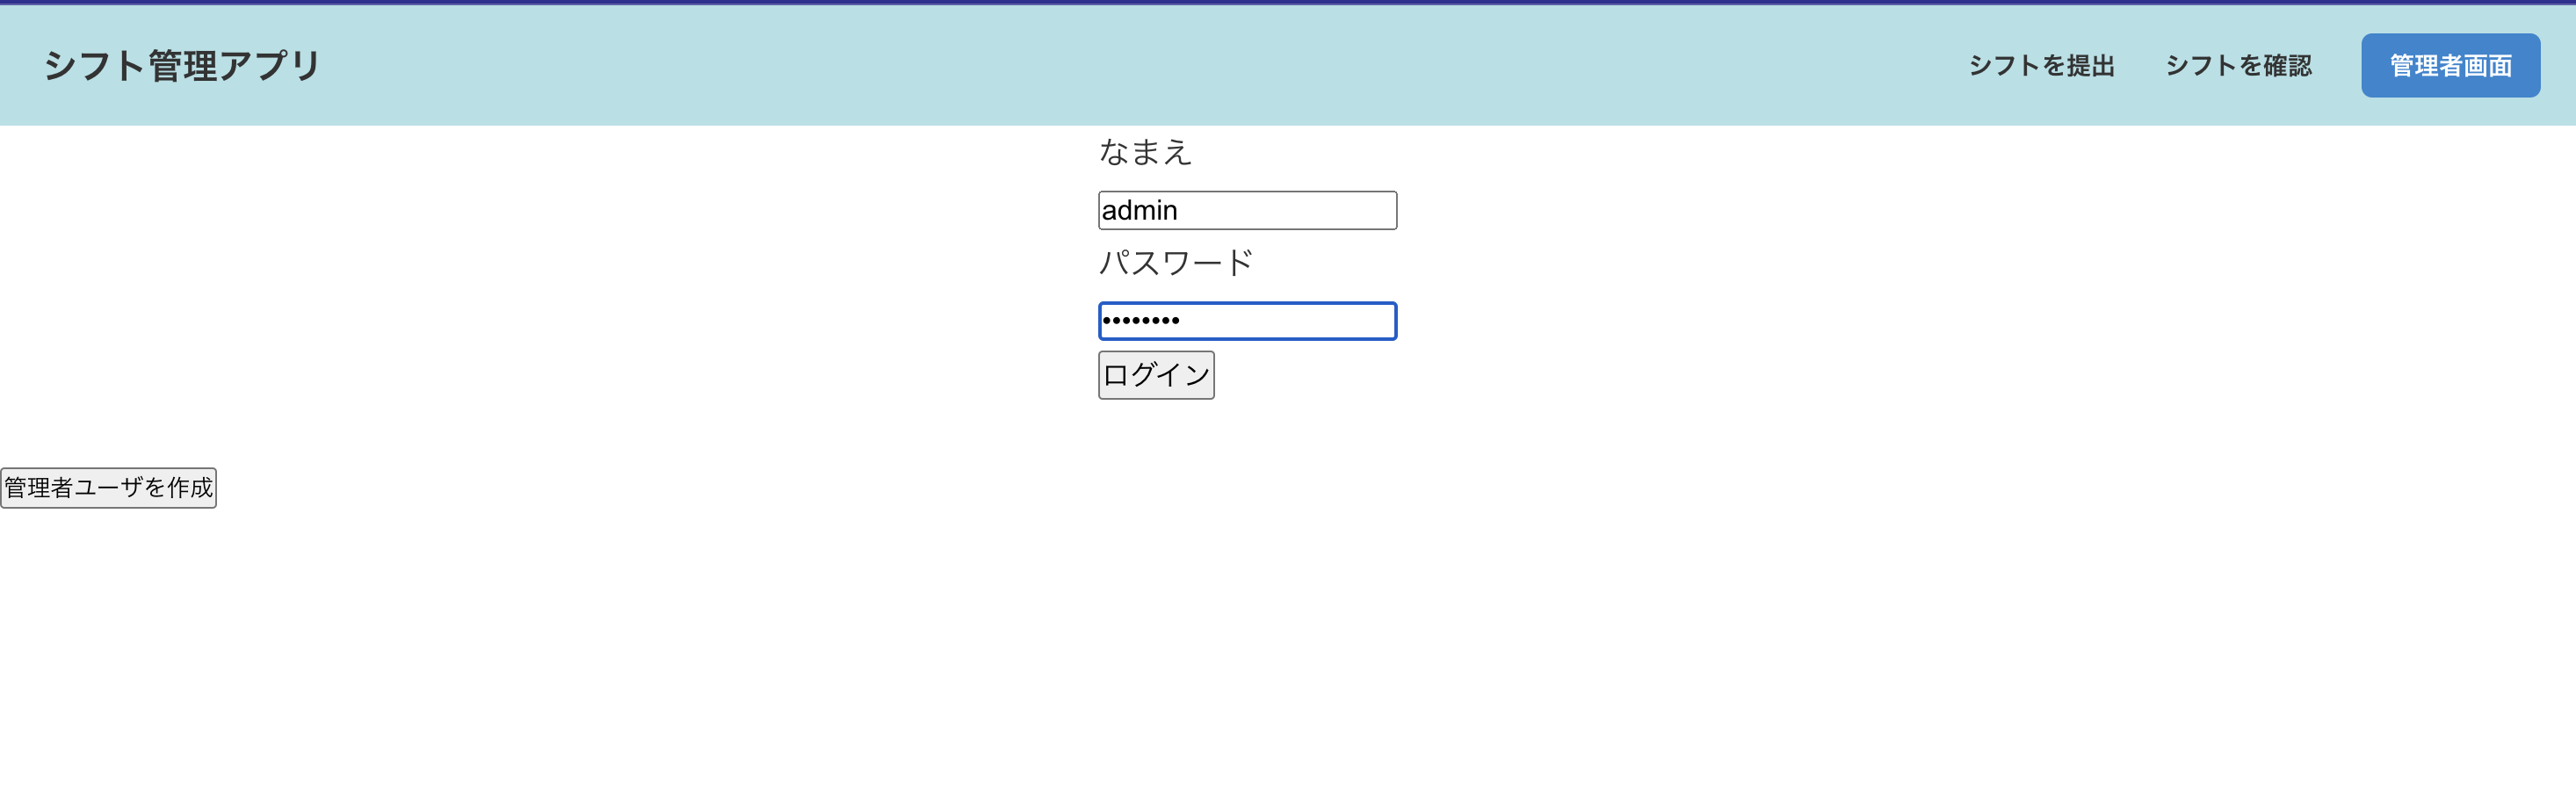 シフト管理アプリ
シフトを提出 シフトを確認 管理者画面
なまえ
admin
パスワード
••••••••
ログイン
管理者ユーザを作成